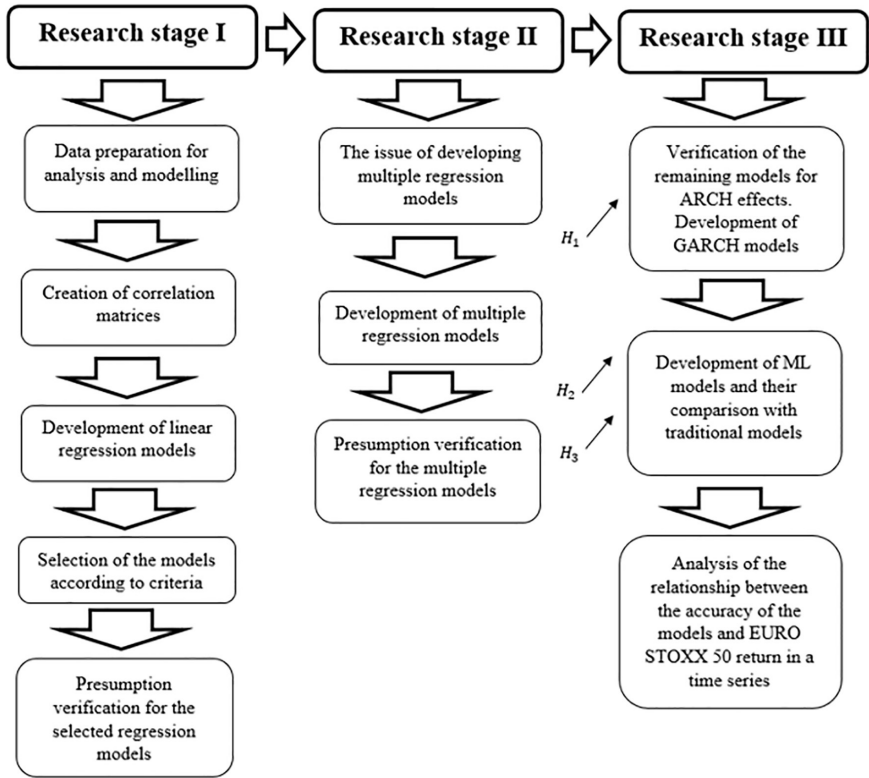 Research stage I
Research stage II
Research stage III
Data preparation for
analysis and modelling
Creation of correlation
matrices
Development of linear
regression models
Selection of the models
according to criteria
Presumption
verification for the
selected regression
models
The issue of developing
multiple regression
models
Development of multiple
regression models
Presumption verification
for the multiple
regression models
H₁
Verification of the
remaining models for
ARCH effects.
Development of
GARCH models
H₂
H₃
Development of ML
models and their
comparison with
traditional models
Analysis of the
relationship between
the accuracy of the
models and EURO
STOXX 50 return in a
time series